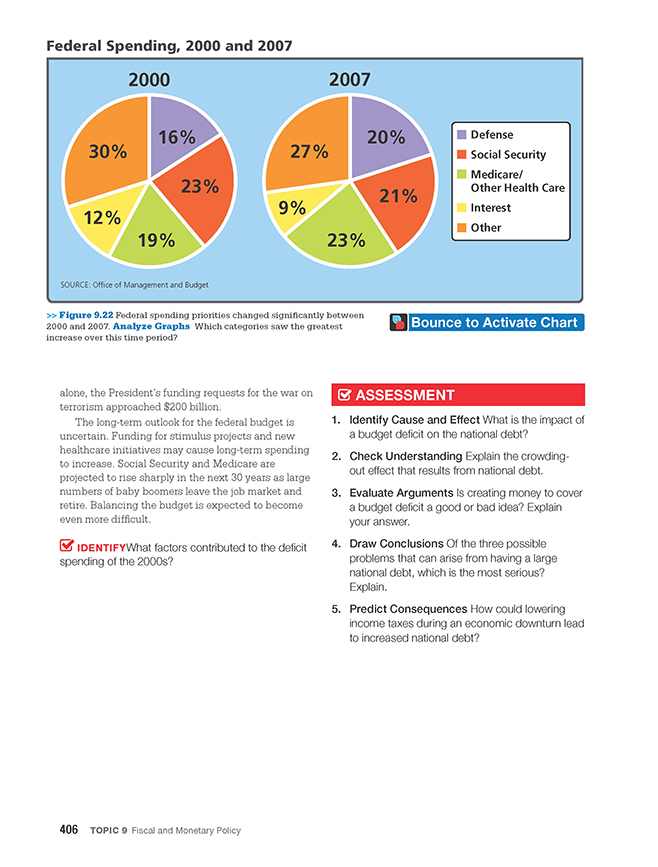 Federal Spending, 2000 and 2007
2000
2007
16%
23%
19%
12%
30%
20%
21%
23%
9%
27%
Defense
Social Security
Medicare/
Other Health Care
Interest
Other
SOURCE: Office of Management and Budget
>> Figure 9.22 Federal spending priorities changed significantly between
2000 and 2007. Analyze Graphs Which categories saw the greatest
increase over this time period?
Bounce to Activate Chart
alone, the President's funding requests for the war on
terrorism approached $200 billion.
The long-term outlook for the federal budget is
uncertain. Funding for stimulus projects and new
healthcare initiatives may cause long-term spending
to increase. Social Security and Medicare are
projected to rise sharply in the next 30 years as large
numbers of baby boomers leave the job market and
retire. Balancing the budget is expected to become
even more difficult.
IDENTIFYWhat factors contributed to the deficit
spending of the 2000s?
ASSESSMENT
1. Identify Cause and Effect What is the impact of
a budget deficit on the national debt?
2. Check Understanding Explain the crowding-
out effect that results from national debt.
3. Evaluate Arguments Is creating money to cover
a budget deficit a good or bad idea? Explain
your answer.
4. Draw Conclusions Of the three possible
problems that can arise from having a large
national debt, which is the most serious?
Explain.
5. Predict Consequences How could lowering
income taxes during an economic downturn lead
to increased national debt?
406 TOPIC 9 Fiscal and Monetary Policy